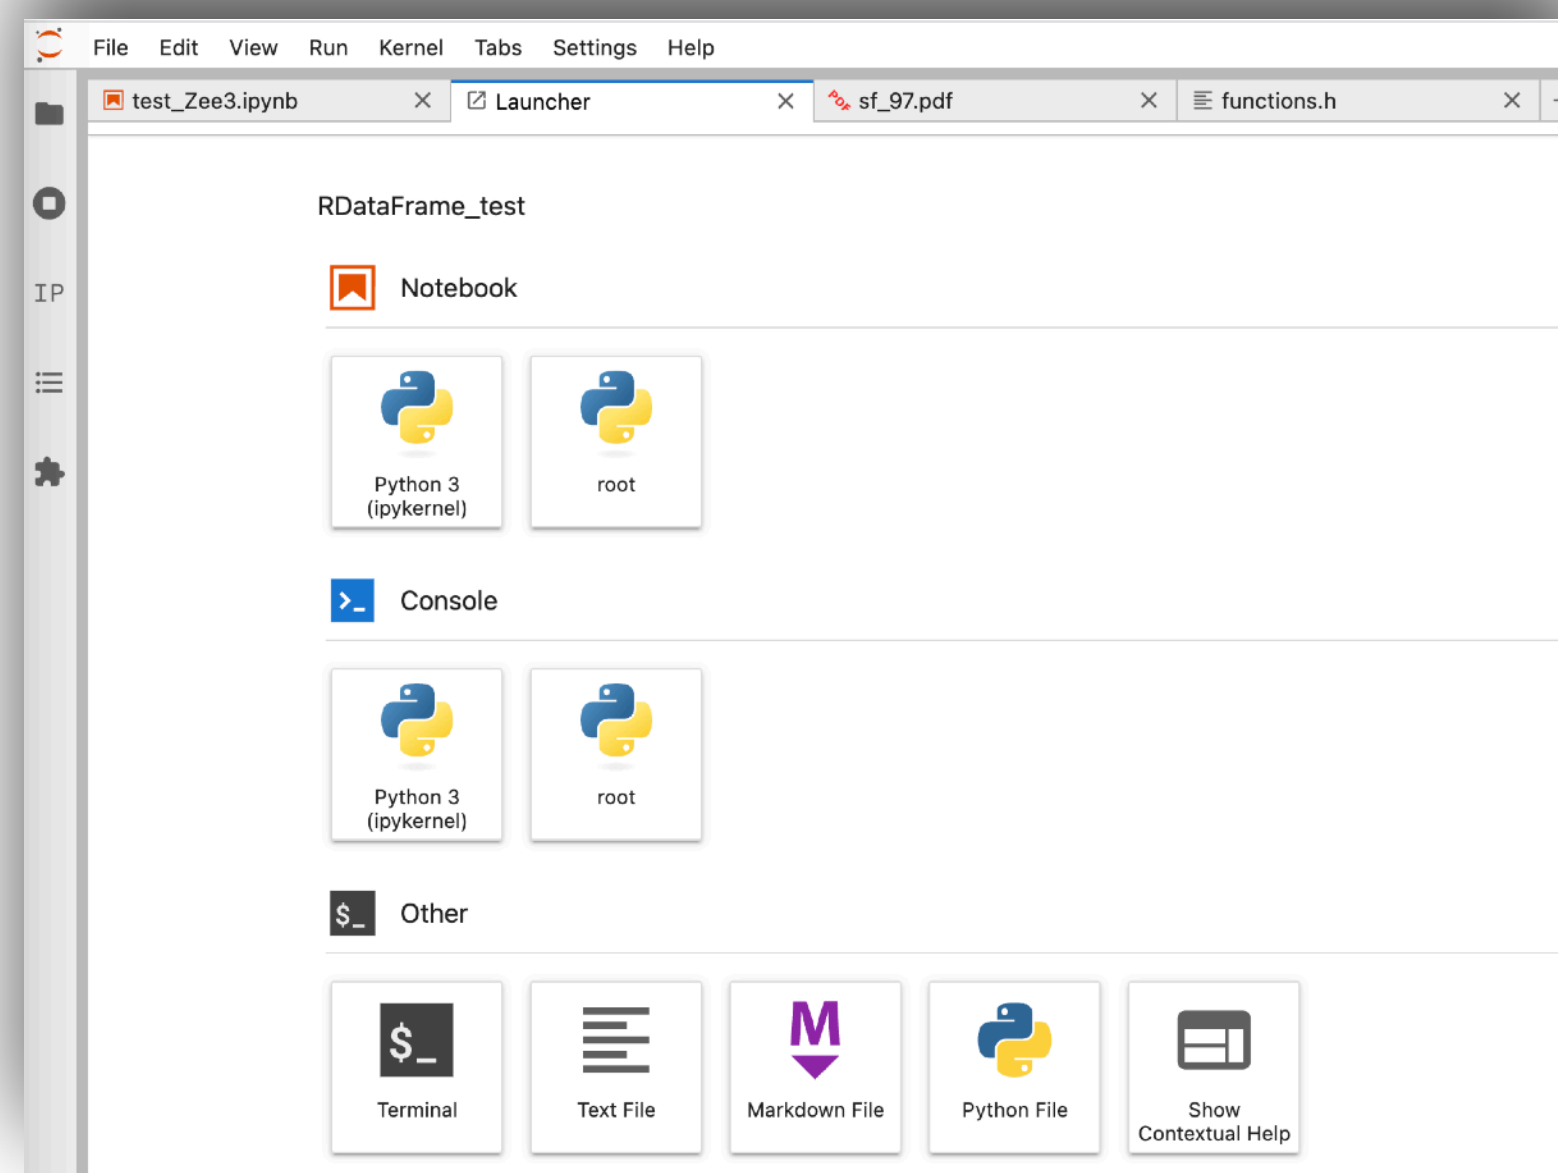 File Edit View Run Kernel Tabs Settings Help
test_Zee3.ipynb Launcher PDF sf_97.pdf functions.h
RDataFrame_test
IP
Notebook
Python 3
(ipykernel)
root
>_ Console
Python 3
(ipykernel)
root
$_ Other
$_
M
Terminal
Text File
Markdown File
Python File
Show
Contextual Help